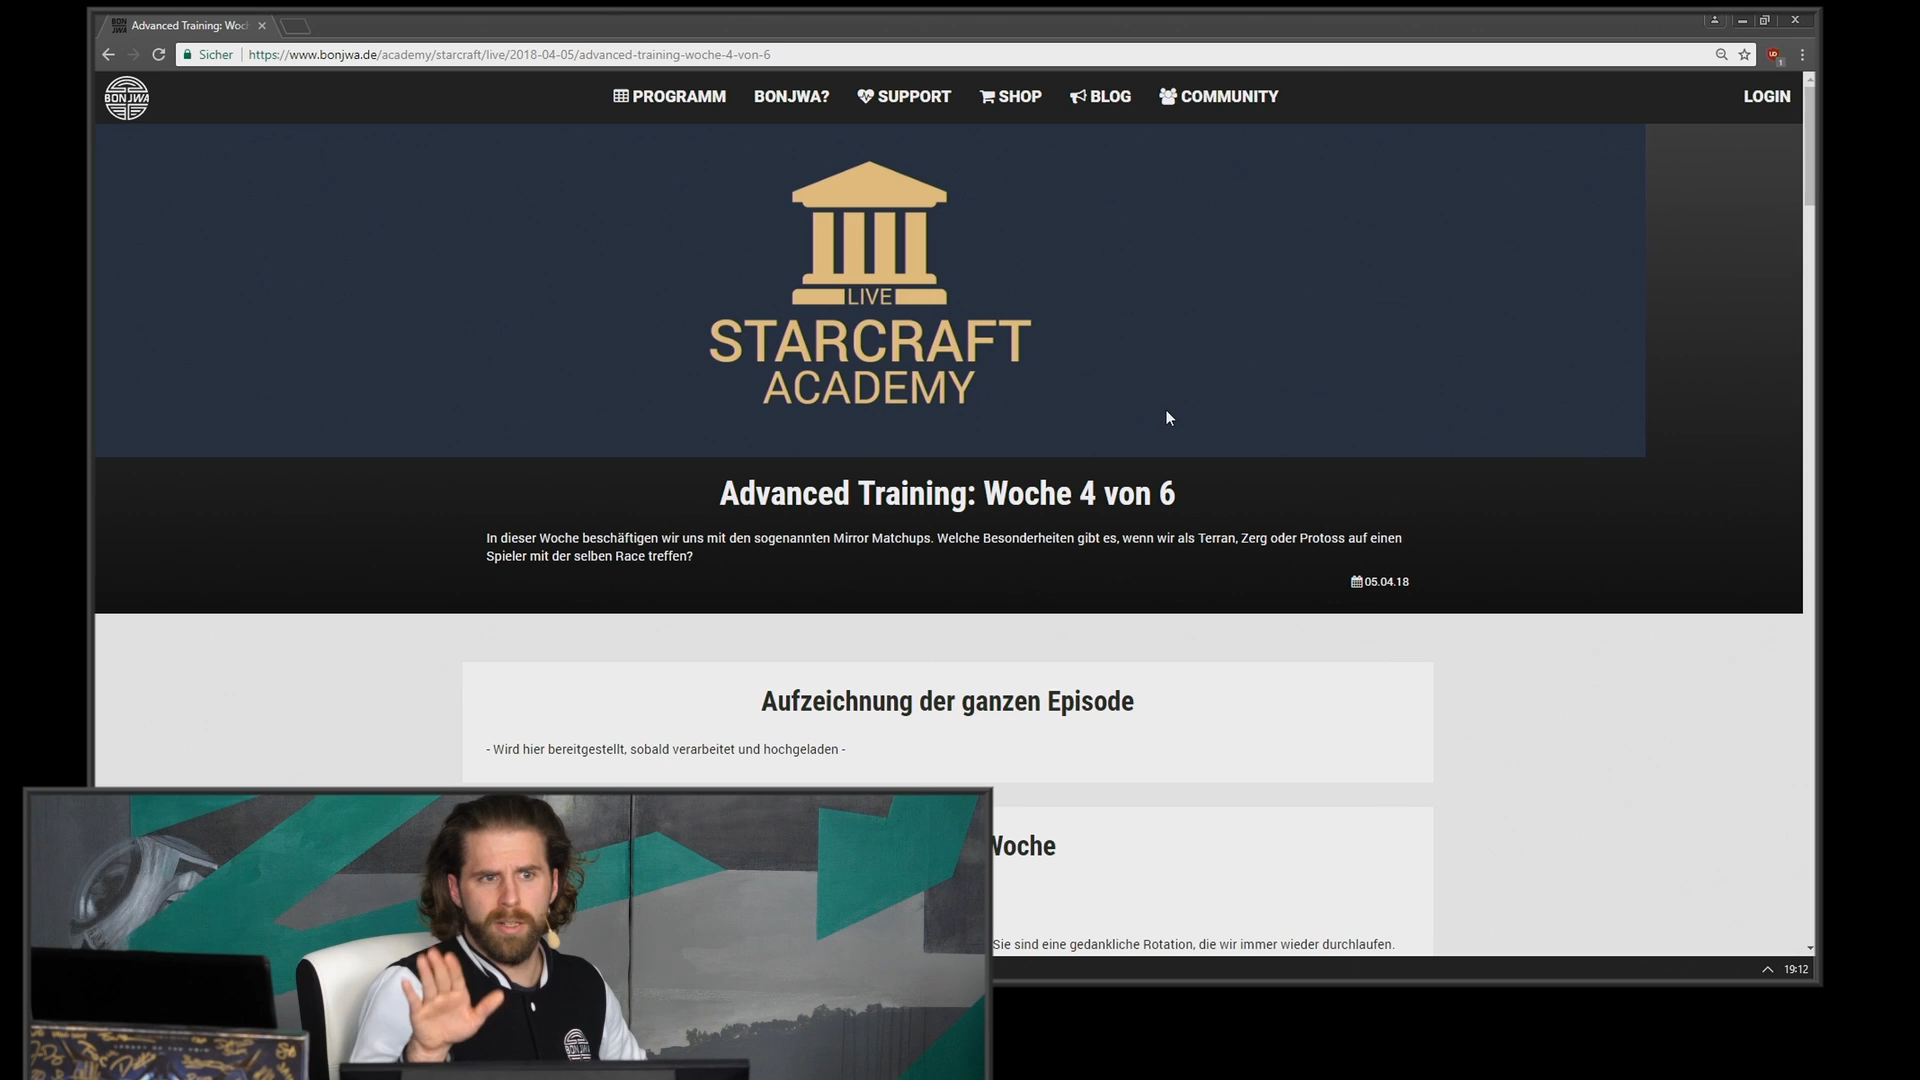 Advanced Training: Woc
Sicher
https://www.bonjwa.de/academy/starcraft/live/2018-04-05/advanced-training-woche-4-von-6
BONJWA
PROGRAMM
BONJWA?
SUPPORT
SHOP
BLOG
COMMUNITY
LOGIN
LIVE
STARCRAFT
ACADEMY
Advanced Training: Woche 4 von 6
In dieser Woche beschäftigen wir uns mit den sogenannten Mirror Matchups. Welche Besonderheiten gibt es, wenn wir als Terran, Zerg oder Protoss auf einen
Spieler mit der selben Race treffen?
05.04.18
Aufzeichnung der ganzen Episode
- Wird hier bereitgestellt, sobald verarbeitet und hochgeladen -
Woche
Sie sind eine gedankliche Rotation, die wir immer wieder durchlaufen.
19:12